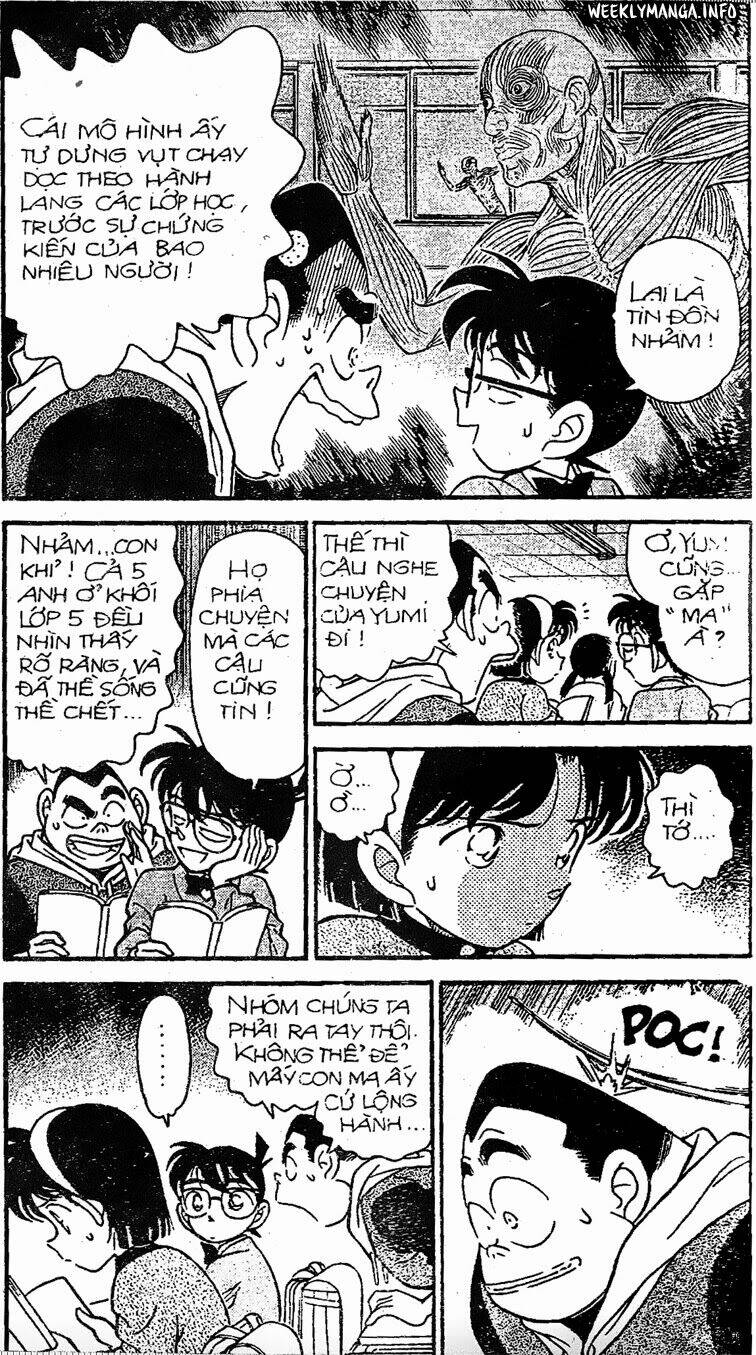 WEEKLYMANGA.INFO
CÁI MÔ HÌNH ẤY
TỰ DƯNG VỤT CHẠY
DỌC THEO HÀNH
LANG CÁC LỚP HỌC,
TRƯỚC SỰ CHỨNG
KIẾN CỦA BAO
NHIÊU NGƯỜI!
LẠI LÀ
TIN ĐỒN
NHẢM!
NHẢM... CON
KHỈ! CẢ 5
ANH Ở KHỐI
LỚP 5 ĐỀU
NHÌN THẤY
RÕ RÀNG, VÀ
ĐÃ THỀ SỐNG
THỀ CHẾT...
HỌ
PHỊA
CHUYỆN
MÀ CÁC
CẬU
CŨNG
TIN!
THẾ THÌ
CẬU NGHE
CHUYỆN
CỦA YUMI
ĐI!
Ơ, YUMI
CŨNG
GẶP
"MA"
À?
Ờ...
Ờ...
THÌ
TỚ....
......
NHÓM CHÚNG TA
PHẢI RA TAY THÔI.
KHÔNG THỂ ĐỂ
MẤY CON MA ẤY
CỨ LỘNG
HÀNH...
POC!